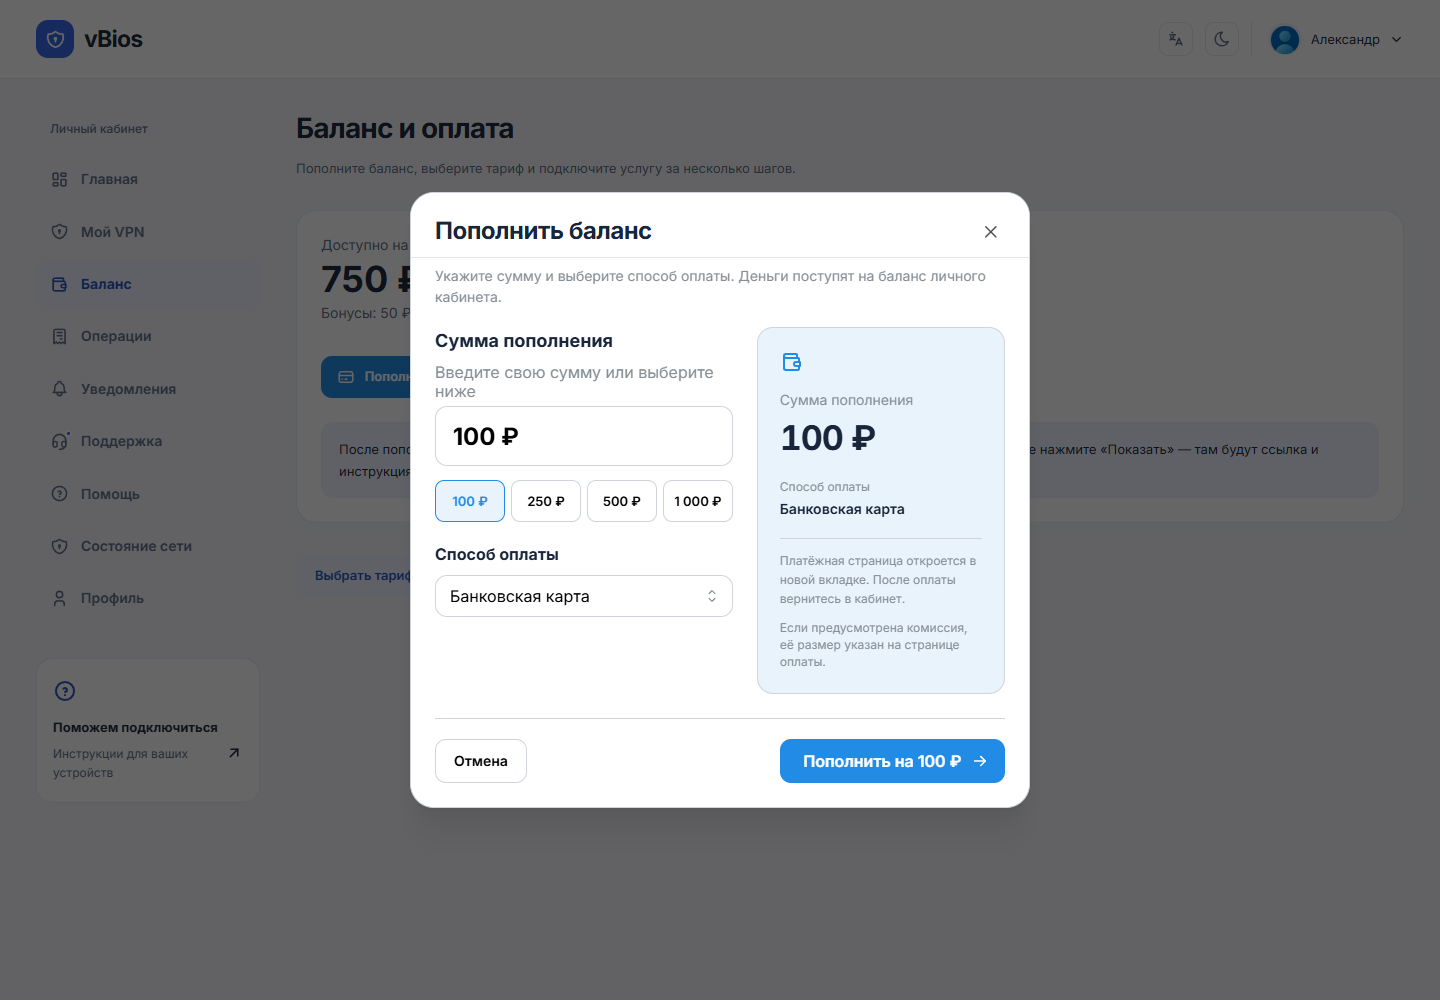 vBios
Александр
Личный кабинет
Главная
Мой VPN
Баланс
Операции
Уведомления
Поддержка
Помощь
Состояние сети
Профиль
Поможем подключиться
Инструкции для ваших
устройств
Баланс и оплата
Пополните баланс, выберите тариф и подключите услугу за несколько шагов.
Доступно на
750 ₽
Бонусы: 50 ₽
После
е нажмите «Показать» — там будут ссылка и
инструкция
Выбрать тариф
Пополнить баланс
Укажите сумму и выберите способ оплаты. Деньги поступят на баланс личного
кабинета.
Сумма пополнения
Введите свою сумму или выберите
ниже
100 ₽
100 ₽
250 ₽
500 ₽
1 000 ₽
Способ оплаты
Банковская карта
Сумма пополнения
100 ₽
Способ оплаты
Банковская карта
Платёжная страница откроется в
новой вкладке. После оплаты
вернитесь в кабинет.
Если предусмотрена комиссия,
её размер указан на странице
оплаты.
Отмена
Пополнить на 100 ₽